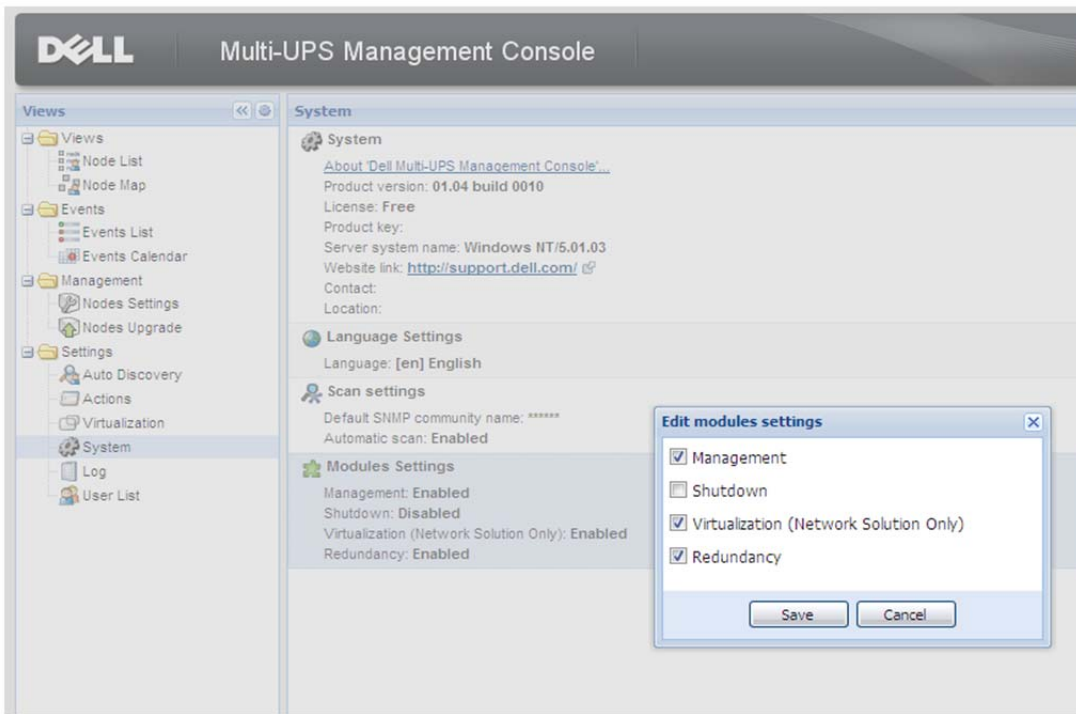 DELL
Multi-UPS Management Console
Views
System
Views
Node List
Node Map
Events
Events List
Events Calendar
Management
Nodes Settings
Nodes Upgrade
Settings
Auto Discovery
Actions
Virtualization
System
Log
User List
System
About 'Dell Multi-UPS Management Console'...
Product version: 01.04 build 0010
License: Free
Product key:
Server system name: Windows NT/5.01.03
Website link: http://support.dell.com/
Contact:
Location:
Language Settings
Language: [en] English
Scan settings
Default SNMP community name: ******
Automatic scan: Enabled
Modules Settings
Management: Enabled
Shutdown: Disabled
Virtualization (Network Solution Only): Enabled
Redundancy: Enabled
Edit modules settings
Management
Shutdown
Virtualization (Network Solution Only)
Redundancy
Save
Cancel